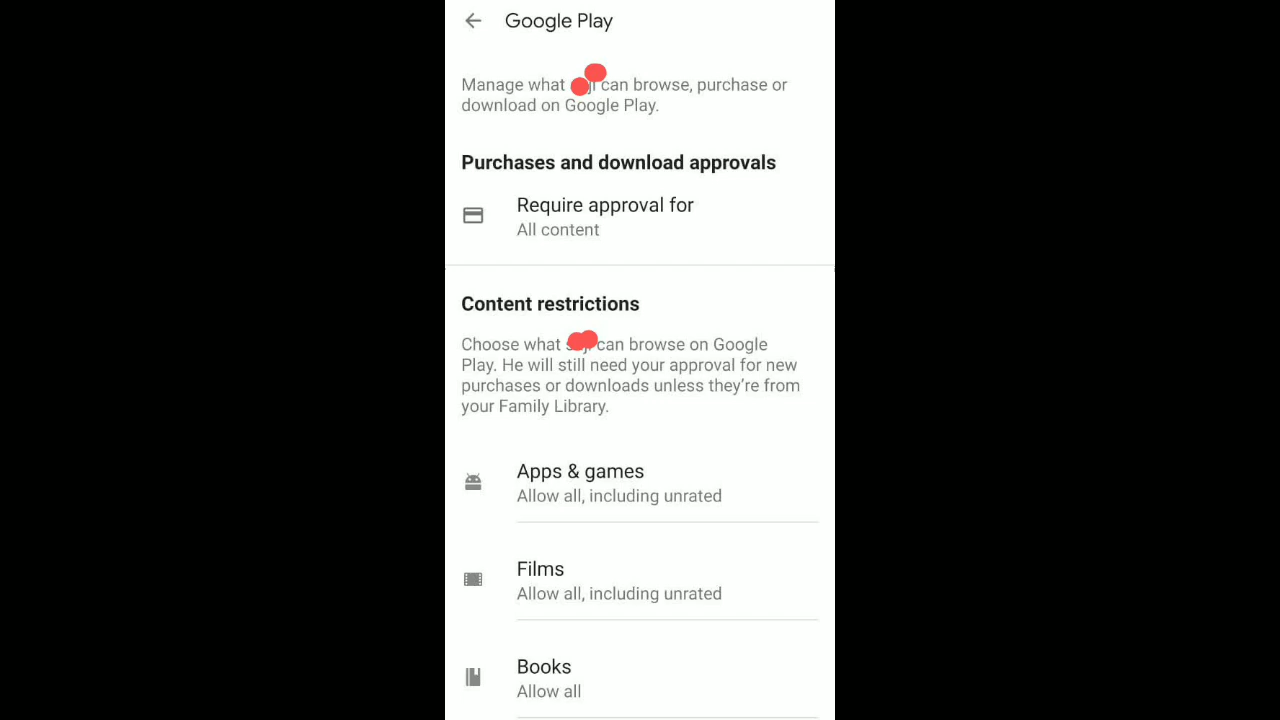 Google Play
Manage what can browse, purchase or
download on Google Play.
Purchases and download approvals
Require approval for
All content
Content restrictions
Choose what can browse on Google
Play. He will still need your approval for new
purchases or downloads unless they’re from
your Family Library.
Apps & games
Allow all, including unrated
Films
Allow all, including unrated
Books
Allow all